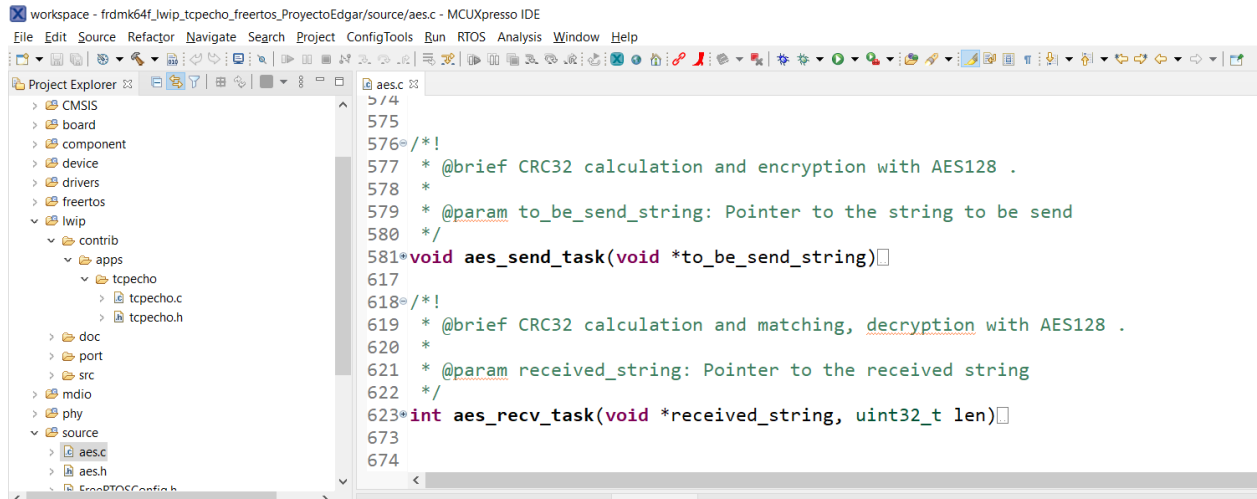 workspace - frdmk64f_lwip_tcpecho_freertos_ProyectoEdgar/source/aes.c - MCUXpresso IDE
File Edit Source Refactor Navigate Search Project ConfigTools Run RTOS Analysis Window Help
Project Explorer
CMSIS
board
component
device
drivers
freertos
lwip
contrib
apps
tcpecho
tcpecho.c
tcpecho.h
doc
port
src
mdio
phy
source
aes.c
aes.h
FreeRTOSConfig.h
aes.c
574
575
576 /*!
577 * @brief CRC32 calculation and encryption with AES128 .
578 *
579 * @param to_be_send_string: Pointer to the string to be send
580 */
581 void aes_send_task(void *to_be_send_string)
617
618 /*!
619 * @brief CRC32 calculation and matching, decryption with AES128 .
620 *
621 * @param received_string: Pointer to the received string
622 */
623 int aes_recv_task(void *received_string, uint32_t len)
673
674